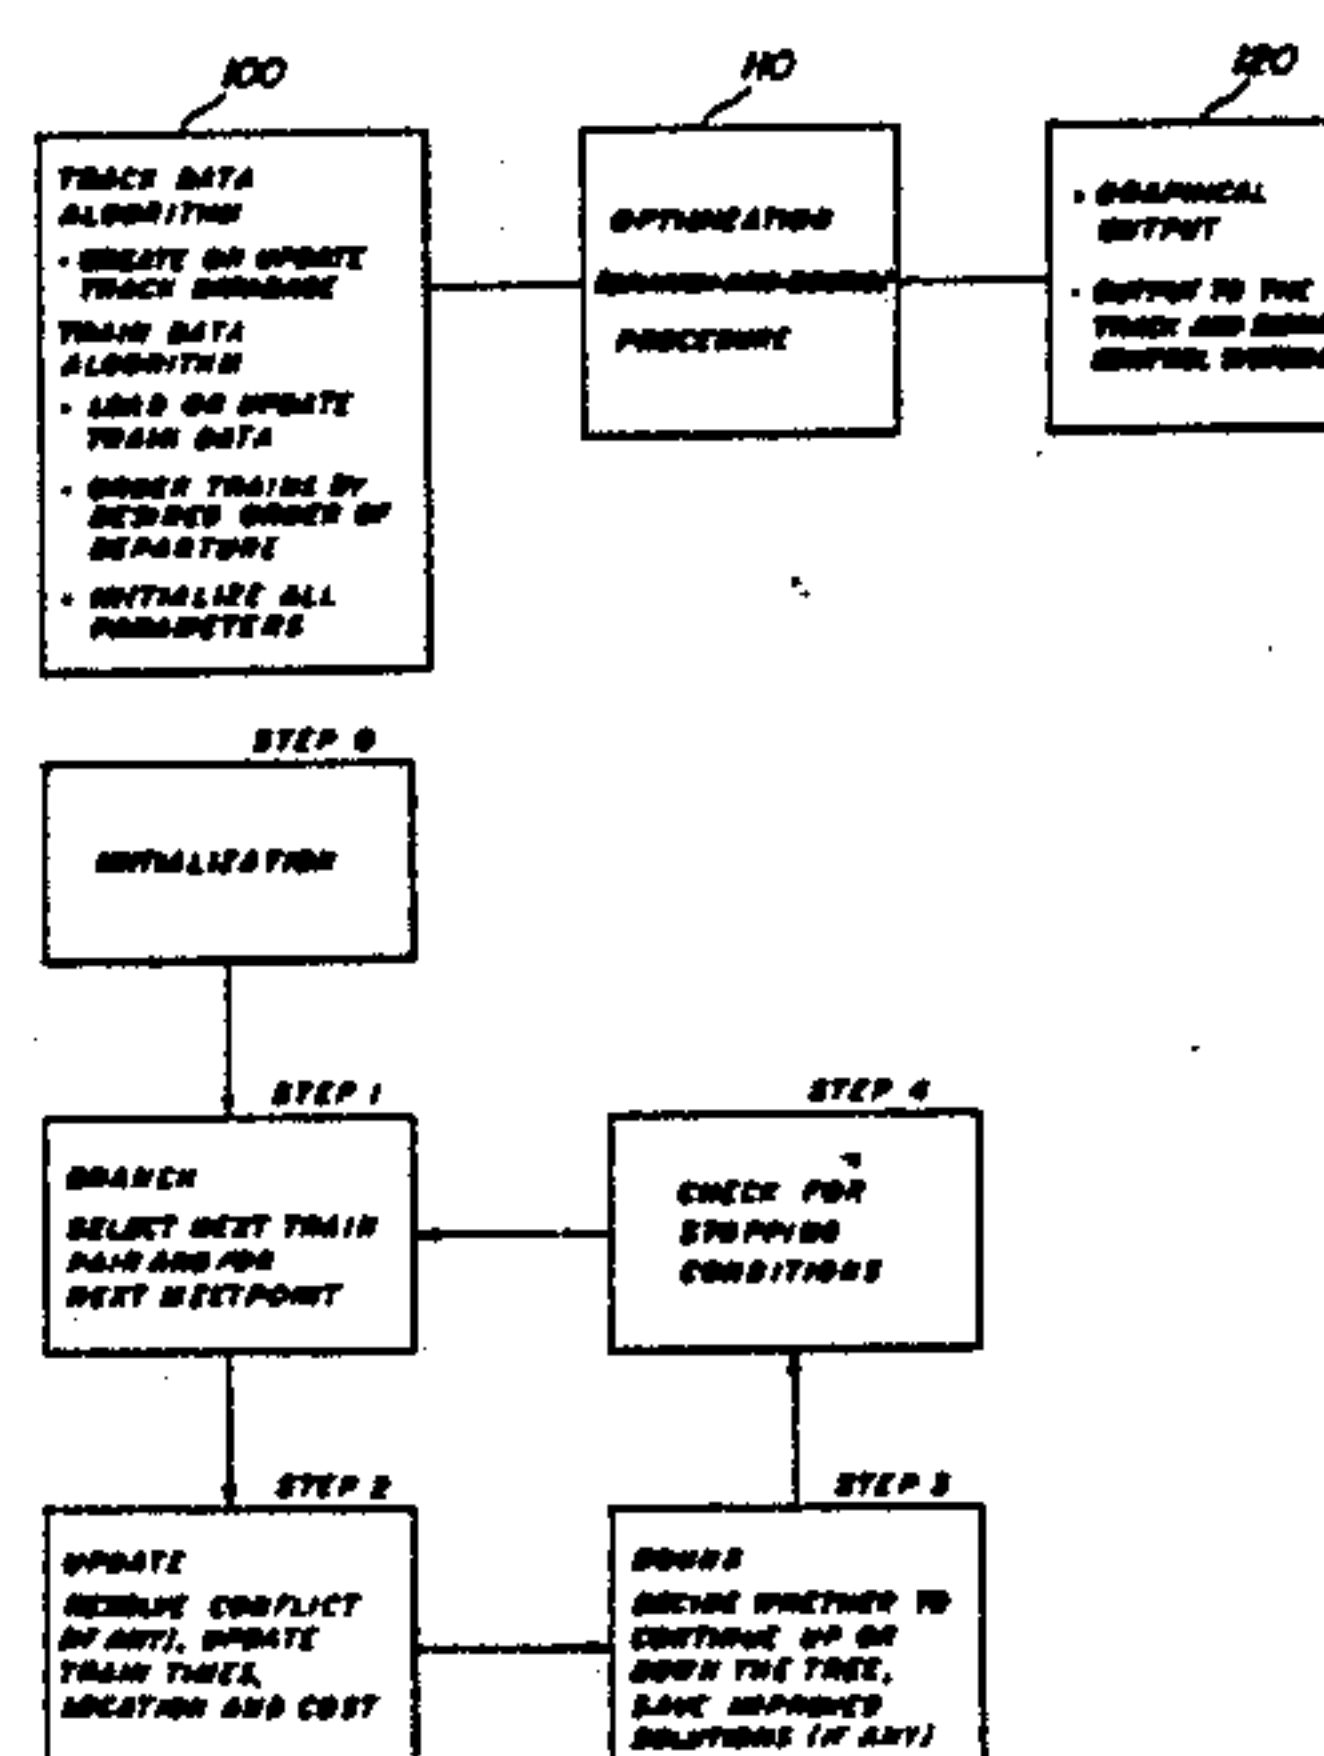 100
110
120
TRACK DATA
ALGORITHM
• CREATE OR UPDATE
TRACK DATABASE
TRAIN DATA
ALGORITHM
• LOAD OR UPDATE
TRAIN DATA
• ORDER TRAINS BY
DESIRED ORDER OF
DEPARTURE
• INITIALIZE ALL
PARAMETERS
OPTIMIZATION
PROCEDURE
• GRAPHICAL
OUTPUT
• OUTPUT TO THE
TRACK AND
CONTROL
STEP 0
INITIALIZATION
STEP 1
BRANCH
SELECT NEXT TRAIN
PAIR AND/OR
NEXT MEETPOINT
STEP 4
CHECK FOR
STOPPING
CONDITIONS
STEP 2
UPDATE
RESOLVE CONFLICT
(IF ANY), UPDATE
TRAIN TIMES,
LOCATION AND COST
STEP 3
BOUND
DECIDE WHETHER TO
CONTINUE UP OR
DOWN THE TREE,
SAVE IMPROVED
SOLUTIONS (IF ANY)